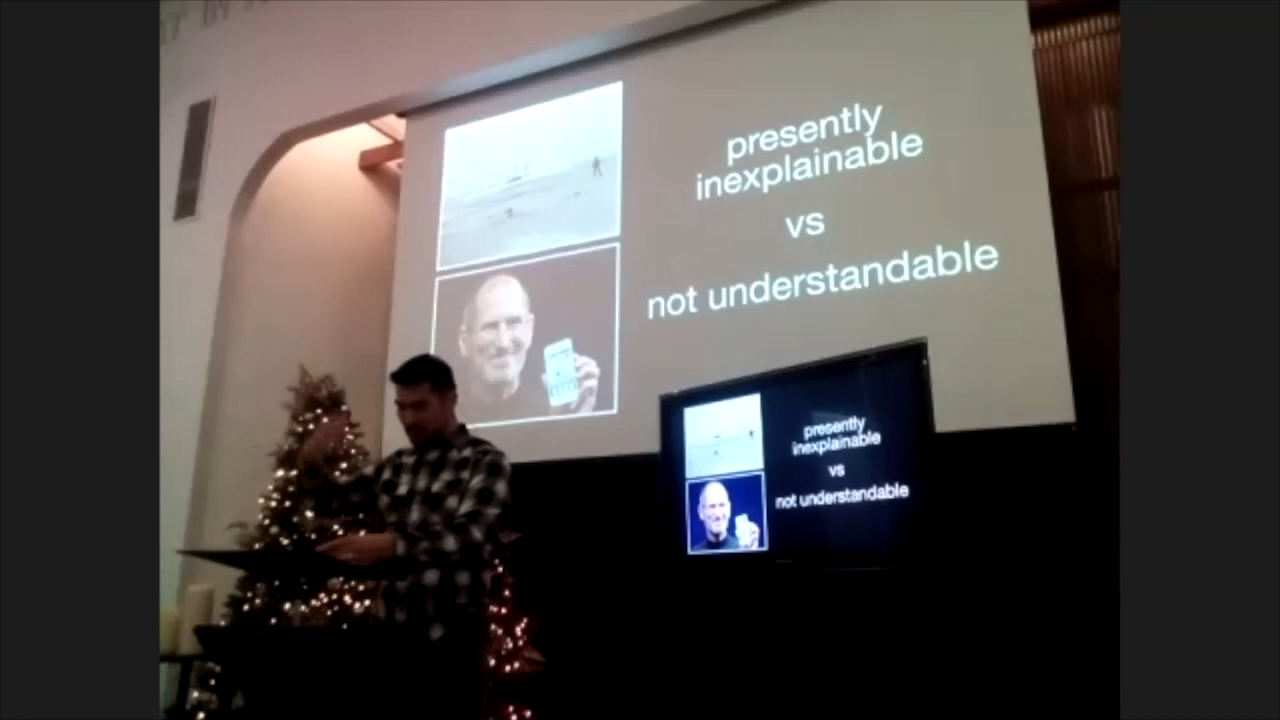 presently
inexplainable
vs
not understandable
presently
inexplainable
vs
not understandable